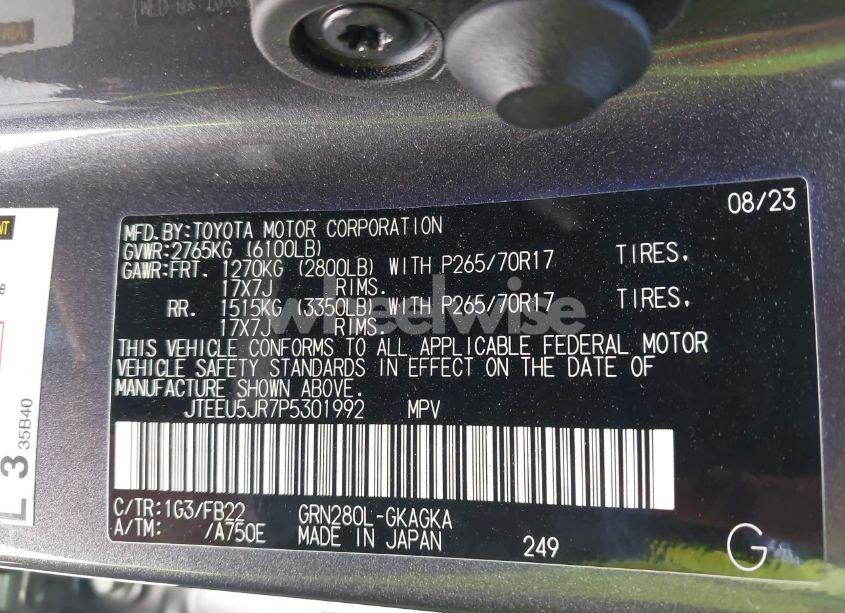 08/23
MFD.BY:TOYOTA MOTOR CORPORATION
GVWR:2765KG (6100LB)
GAWR:FRT. 1270KG (2800LB) WITH P265/70R17 TIRES.
17X7J RIMS.
RR. 1515KG (3350LB) WITH P265/70R17 TIRES.
17X7J RIMS.
wheelwise
THIS VEHICLE CONFORMS TO ALL APPLICABLE FEDERAL MOTOR
VEHICLE SAFETY STANDARDS IN EFFECT ON THE DATE OF
MANUFACTURE SHOWN ABOVE.
JTEEU5JR7P5301992 MPV
C/TR:1G3/FB22 GRN280L-GKAGKA
A/TM: /A750E MADE IN JAPAN 249
G
L 3 35B40